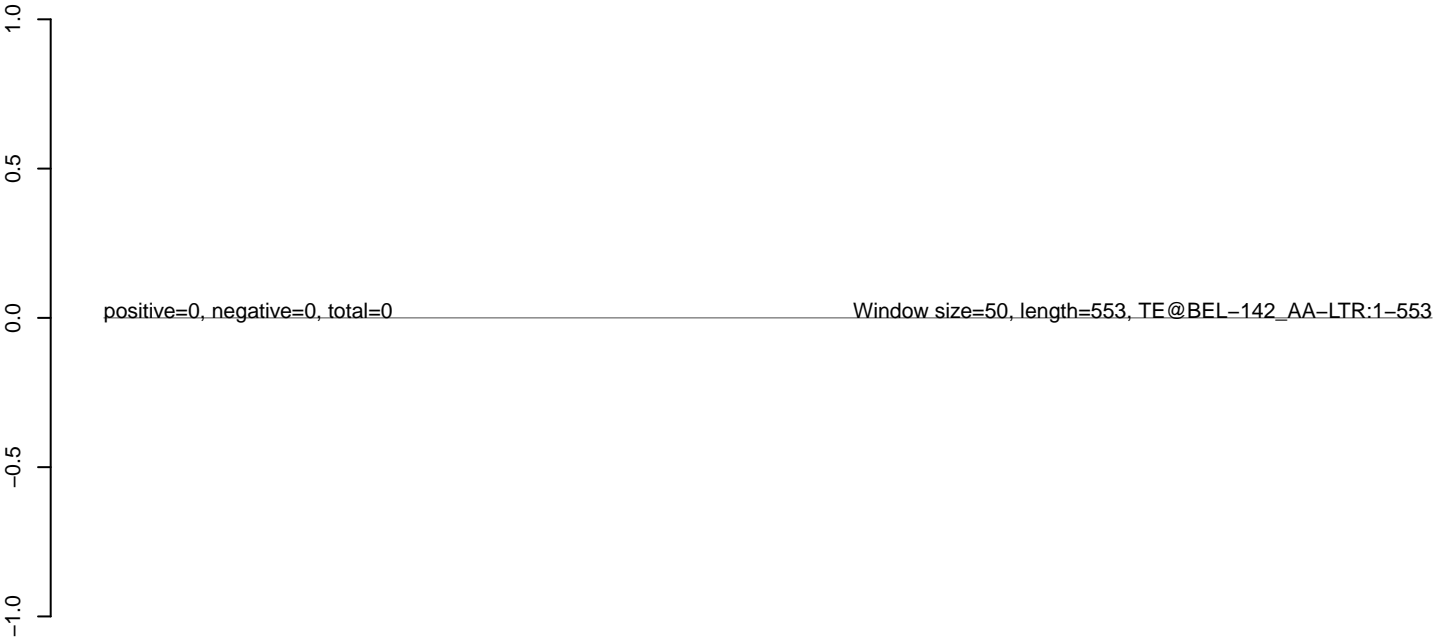 1.0
0.5
positive=0, negative=0, total=0
Window size=50, length=553, TE@BEL−142_AA−LTR:1−553
0.0
−0.5
−1.0